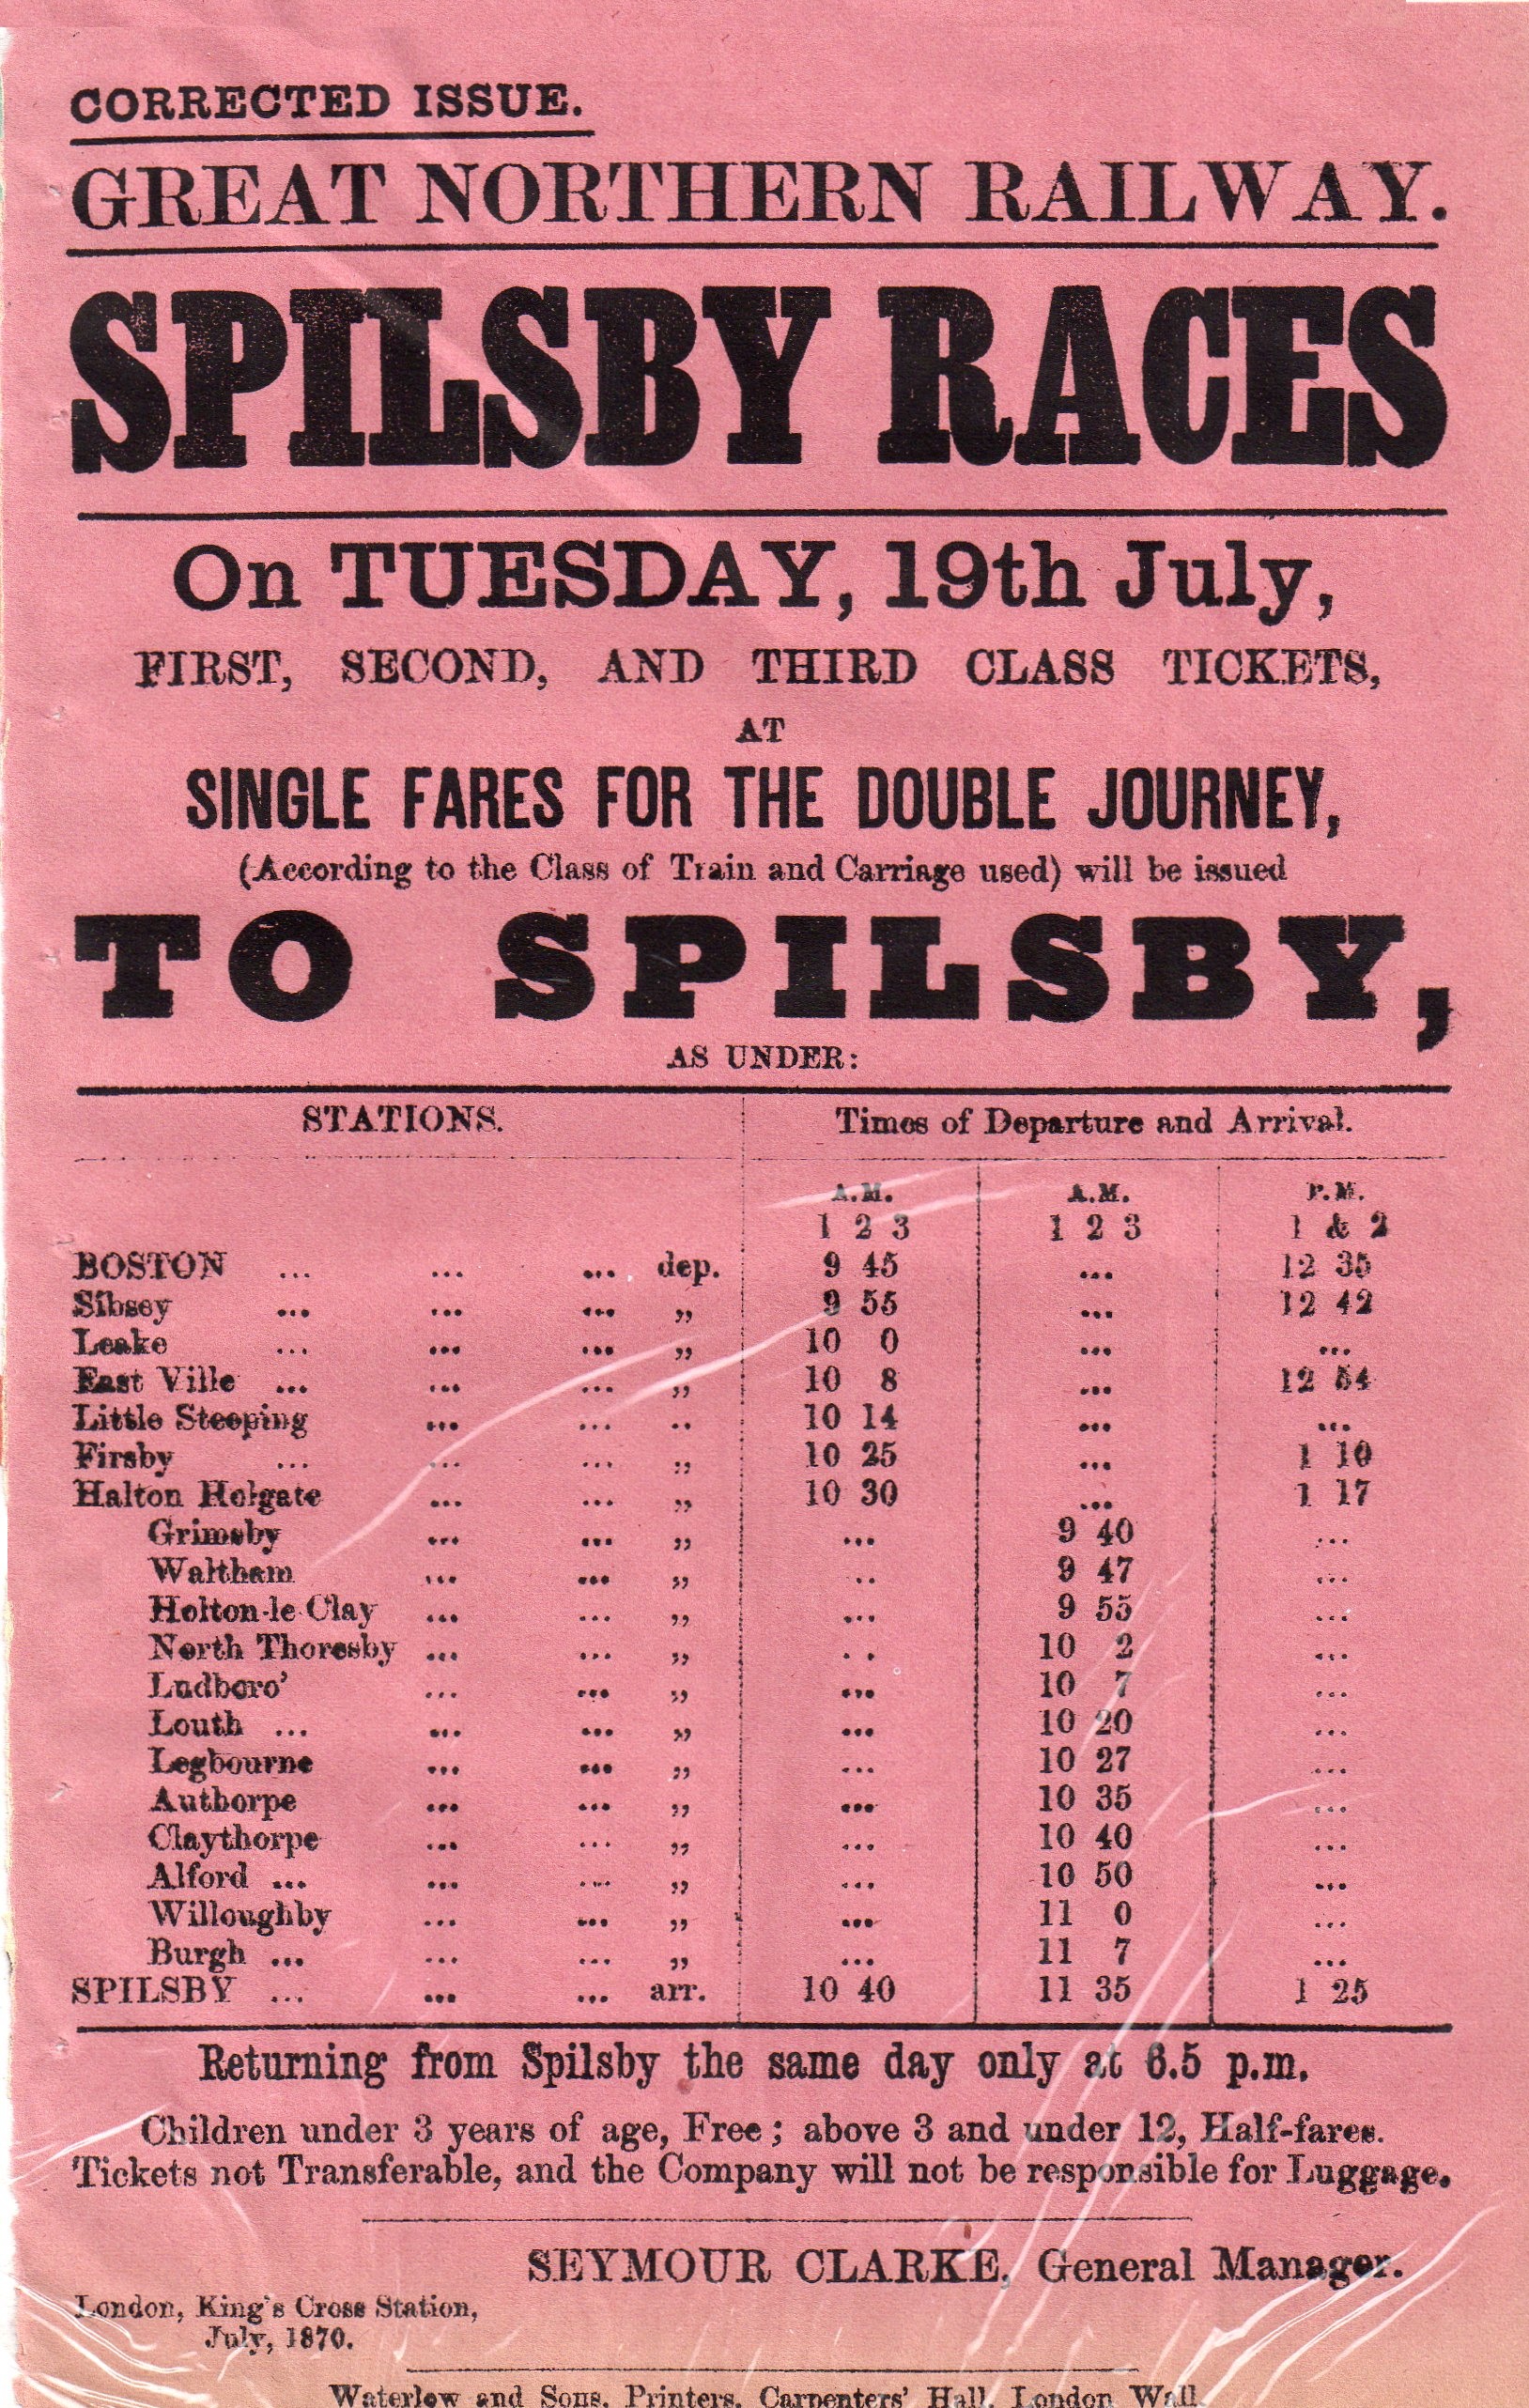 CORRECTED ISSUE.
GREAT NORTHERN RAILWAY.
SPILSBY RACES
On TUESDAY, 19th July,
FIRST, SECOND, AND THIRD CLASS TICKETS,
AT
SINGLE FARES FOR THE DOUBLE JOURNEY,
(According to the Class of Train and Carriage used) will be issued
TO SPILSBY,
AS UNDER:
STATIONS. Times of Departure and Arrival.
A.M. A.M. P.M.
1 2 3 1 2 3 1 & 2
BOSTON ... ... ... dep. 9 45 ... 12 35
Sibsey ... ... ... ,, 9 55 ... 12 42
Leake ... ... ... ,, 10 0 ... ...
East Ville ... ... ... ,, 10 8 ... 12 54
Little Steeping ... ... .. 10 14 ... ...
Firsby ... ... ... ,, 10 25 ... 1 10
Halton Holgate ... ... ,, 10 30 ... 1 17
Grimsby ... ... ,, ... 9 40 ...
Waltham ... ... ,, .. 9 47 ...
Holton-le-Clay ... ... ,, ... 9 55 ...
North Thoresby ... ... ,, . . 10 2 ...
Ludboro' ... ... ,, ... 10 7 ...
Louth ... ... ... ,, ... 10 20 ...
Legbourne ... ... ,, ... 10 27 ...
Authorpe ... ... ,, ... 10 35 ...
Claythorpe ... ... ,, ... 10 40 ...
Alford ... ... ... ,, ... 10 50 ...
Willoughby ... ... ,, ... 11 0 ...
Burgh ... ... ... ,, ... 11 7 ...
SPILSBY ... ... ... arr. 10 40 11 35 1 25
Returning from Spilsby the same day only at 6.5 p.m.
Children under 3 years of age, Free; above 3 and under 12, Half-fares.
Tickets not Transferable, and the Company will not be responsible for Luggage.
SEYMOUR CLARKE, General Manager.
London, King's Cross Station,
July, 1870.
Waterlow and Sons, Printers, Carpenters' Hall, London Wall.